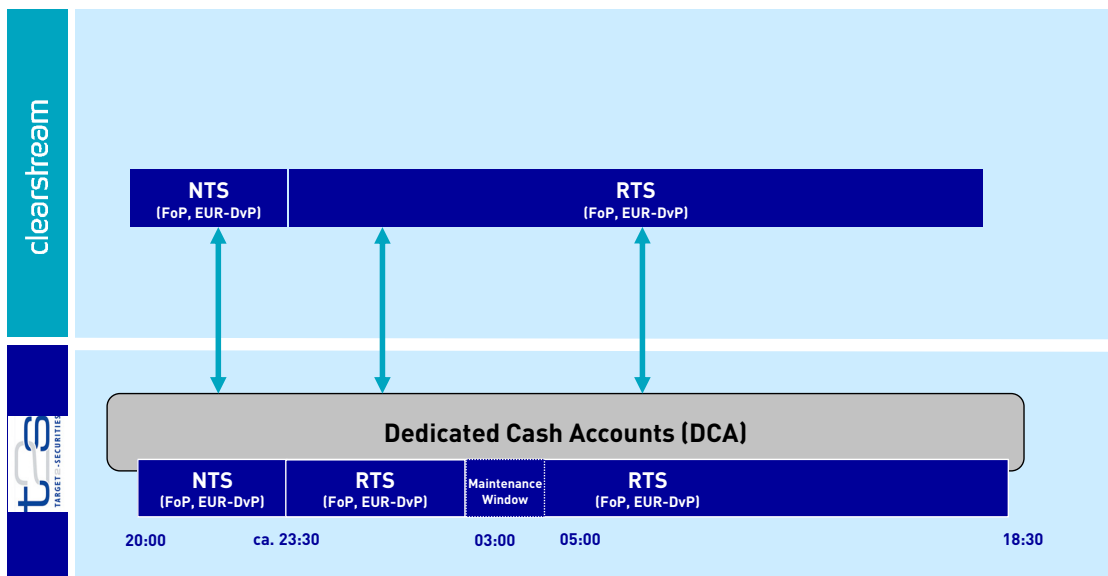 clearstream
NTS
(FoP, EUR-DvP)
RTS
(FoP, EUR-DvP)
t2s
TARGET2-SECURITIES
Dedicated Cash Accounts (DCA)
NTS
(FoP, EUR-DvP)
RTS
(FoP, EUR-DvP)
Maintenance
Window
RTS
(FoP, EUR-DvP)
20:00
ca. 23:30
03:00
05:00
18:30